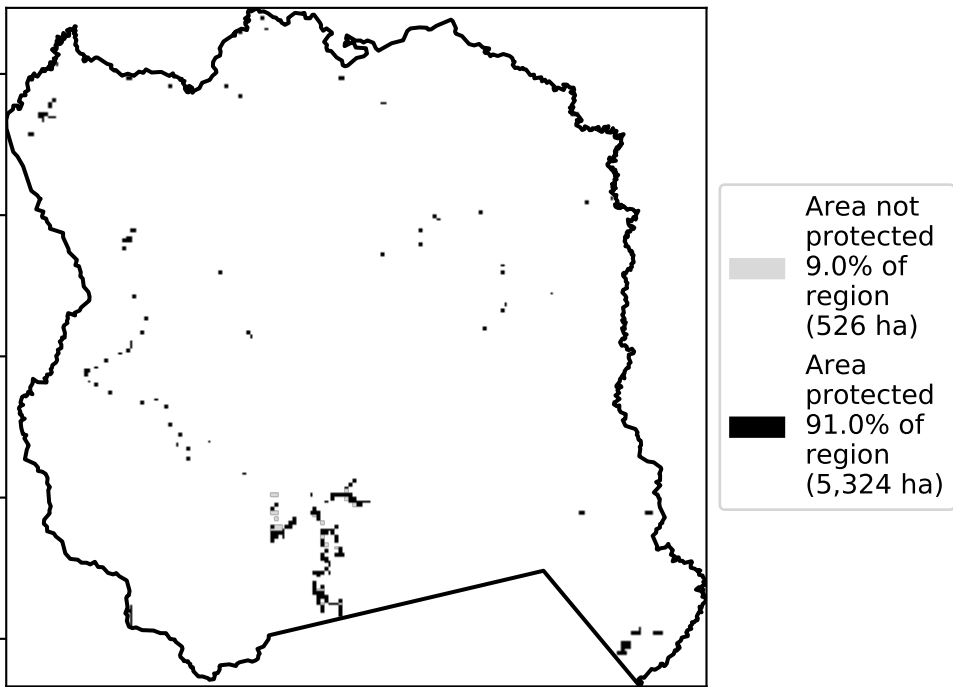 Area not
protected
9.0% of
region
(526 ha)
Area
protected
91.0% of
region
(5,324 ha)